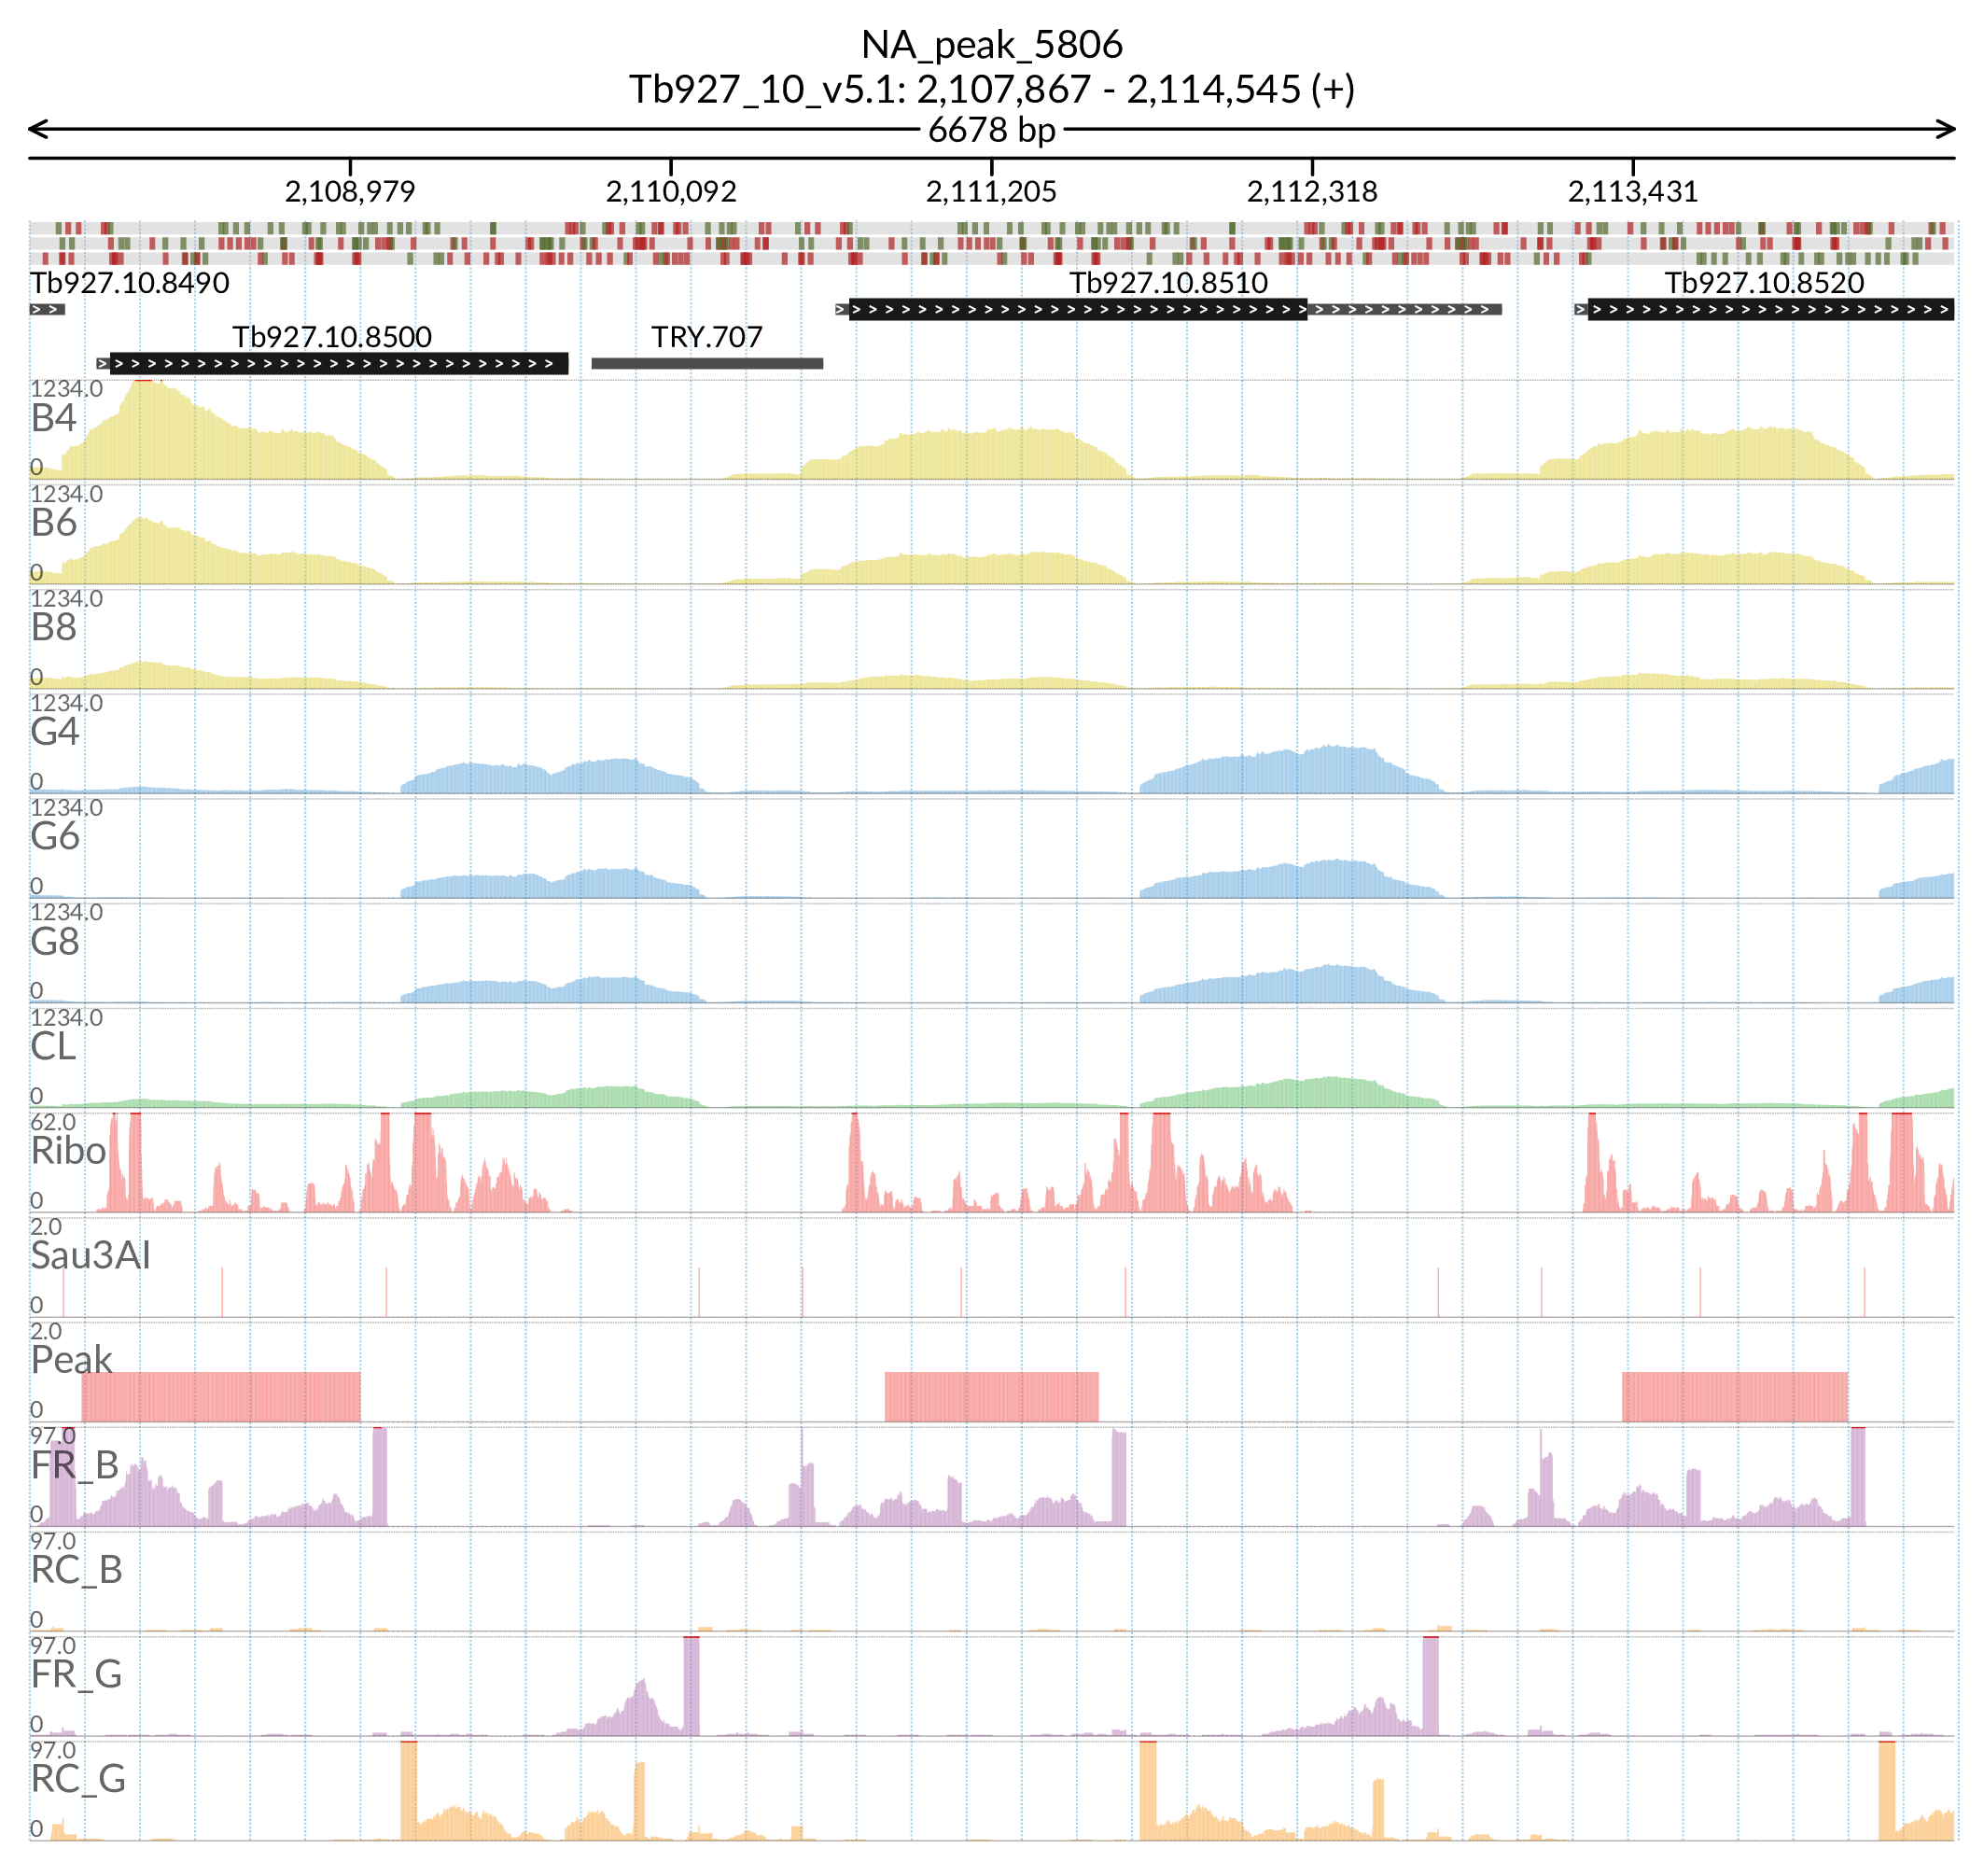 NA_peak_5806
Tb927_10_v5.1: 2,107,867 - 2,114,545 (+)
6678 bp
2,108,979 2,110,092 2,111,205 2,112,318 2,113,431
Tb927.10.8490 Tb927.10.8510 Tb927.10.8520
Tb927.10.8500 TRY.707
1234.0
B4
0
1234.0
B6
0
1234.0
B8
0
1234.0
G4
0
1234.0
G6
0
1234.0
G8
0
1234.0
CL
0
62.0
Ribo
0
2.0
Sau3AI
0
2.0
Peak
0
97.0
FR_B
0
97.0
RC_B
0
97.0
FR_G
0
97.0
RC_G
0